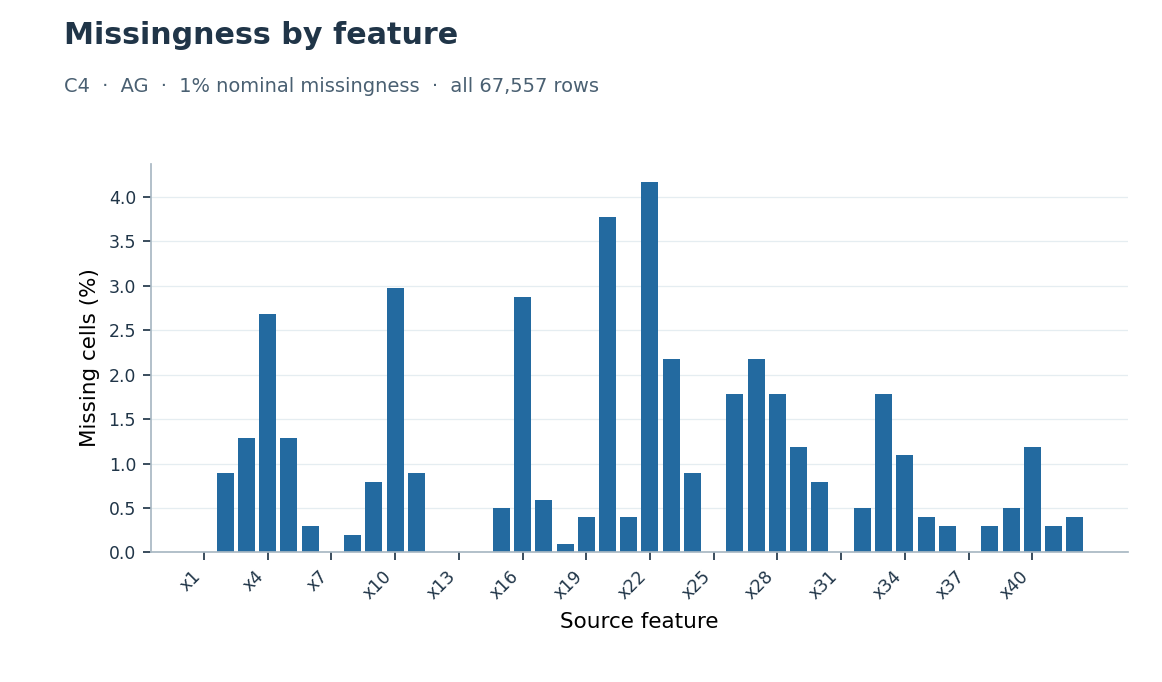 Missingness by feature
C4 · AG · 1% nominal missingness · all 67,557 rows
4.0
3.5
3.0
2.5
2.0
1.5
1.0
0.5
0.0
Missing cells (%)
x1 x4 x7 x10 x13 x16 x19 x22 x25 x28 x31 x34 x37 x40
Source feature